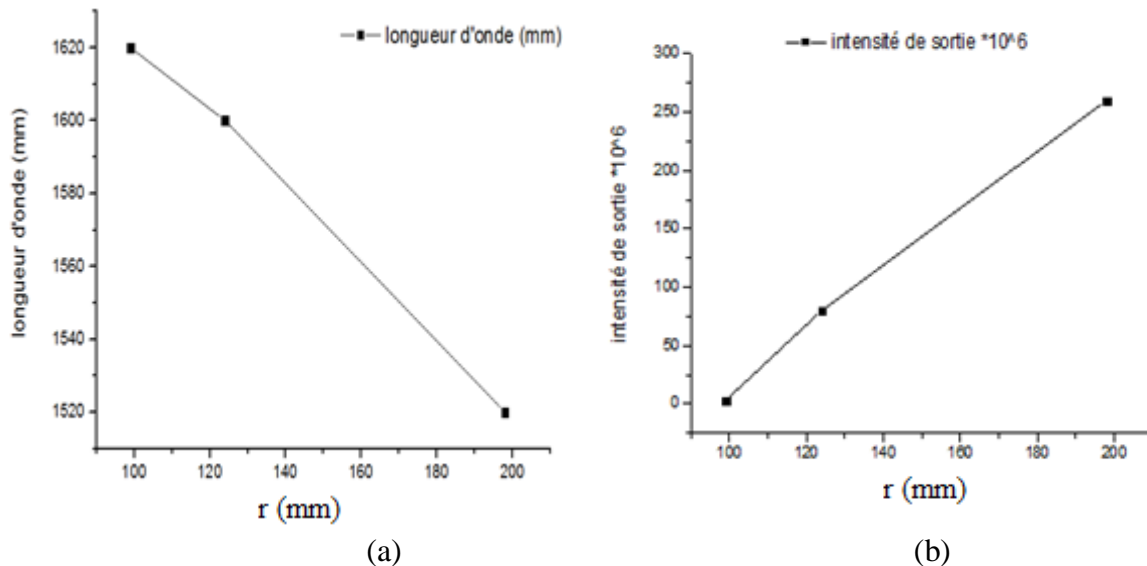 longueur d'onde (mm)
1620
1600
1580
1560
1540
1520
longueur d'onde (mm)
100 120 140 160 180 200
r (mm)
(a)
intensité de sortie *10^6
300
250
200
150
100
50
0
intensité de sortie *10^6
100 120 140 160 180 200
r (mm)
(b)